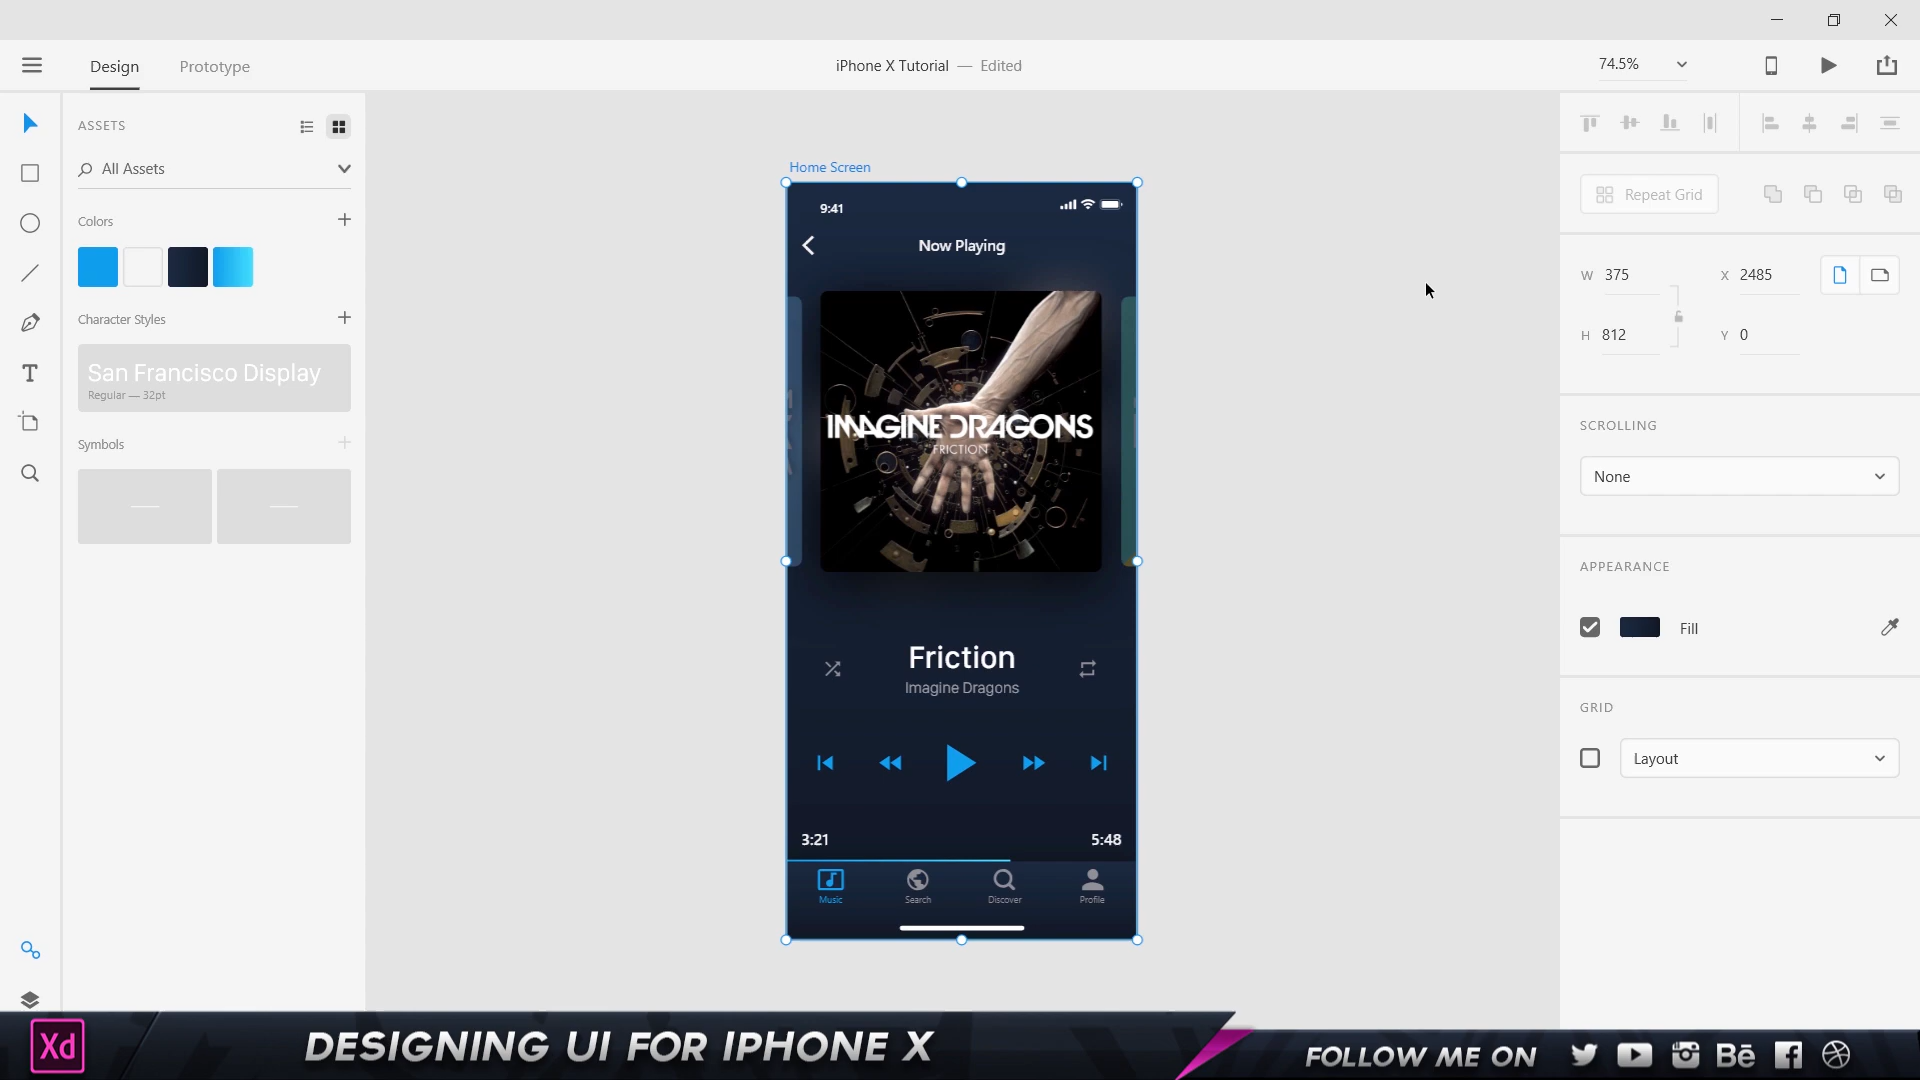 Design
Prototype
iPhone X Tutorial — Edited
74.5%
ASSETS
All Assets
Colors
Character Styles
San Francisco Display
Regular — 32pt
Symbols
Home Screen
9:41
Now Playing
IMAGINE DRAGONS
FRICTION
Friction
Imagine Dragons
3:21
5:48
Music
Search
Discover
Profile
Repeat Grid
W 375
X 2485
H 812
Y 0
SCROLLING
None
APPEARANCE
Fill
GRID
Layout
Xd
DESIGNING UI FOR IPHONE X
FOLLOW ME ON
Bē